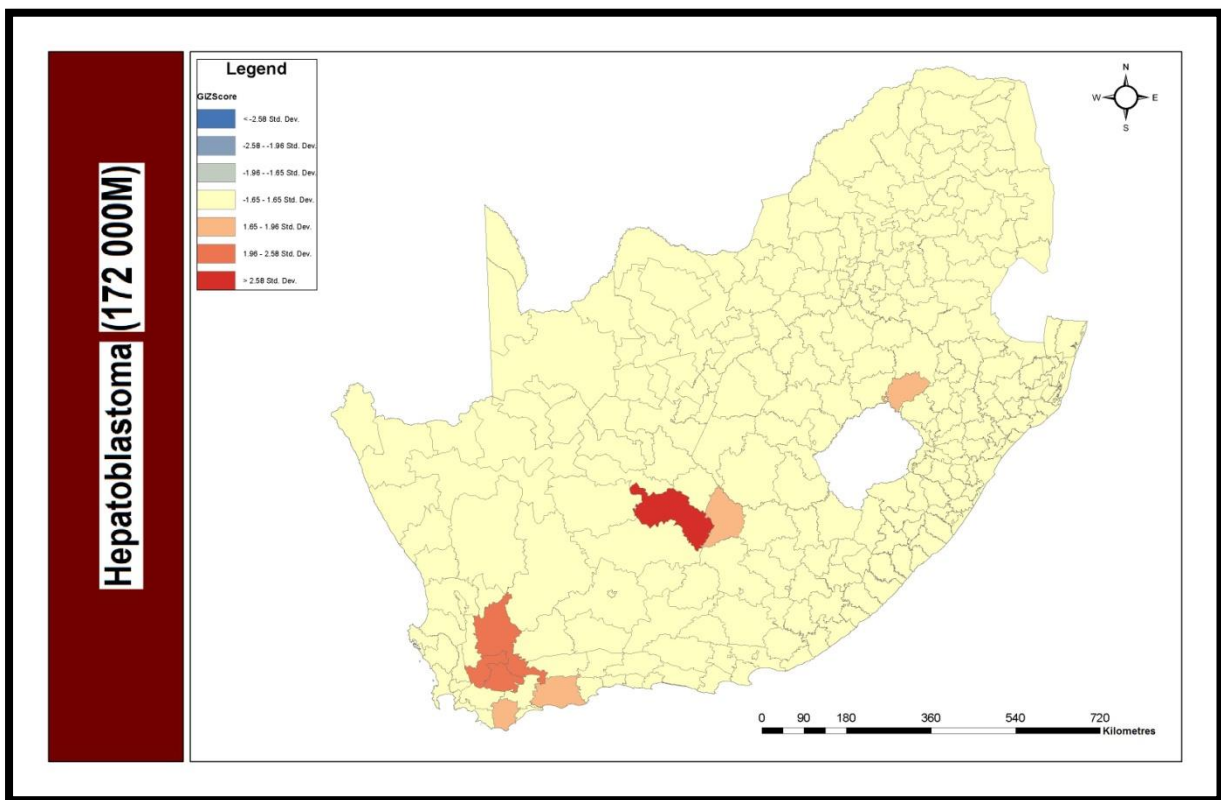 Hepatoblastoma (172 000M)
Legend
GiZScore
< -2.58 Std. Dev.
-2.58 - -1.96 Std. Dev.
-1.96 - -1.65 Std. Dev.
-1.65 - 1.65 Std. Dev.
1.65 - 1.96 Std. Dev.
1.96 - 2.58 Std. Dev.
> 2.58 Std. Dev.
N
W E
S
0 90 180 360 540 720
Kilometres